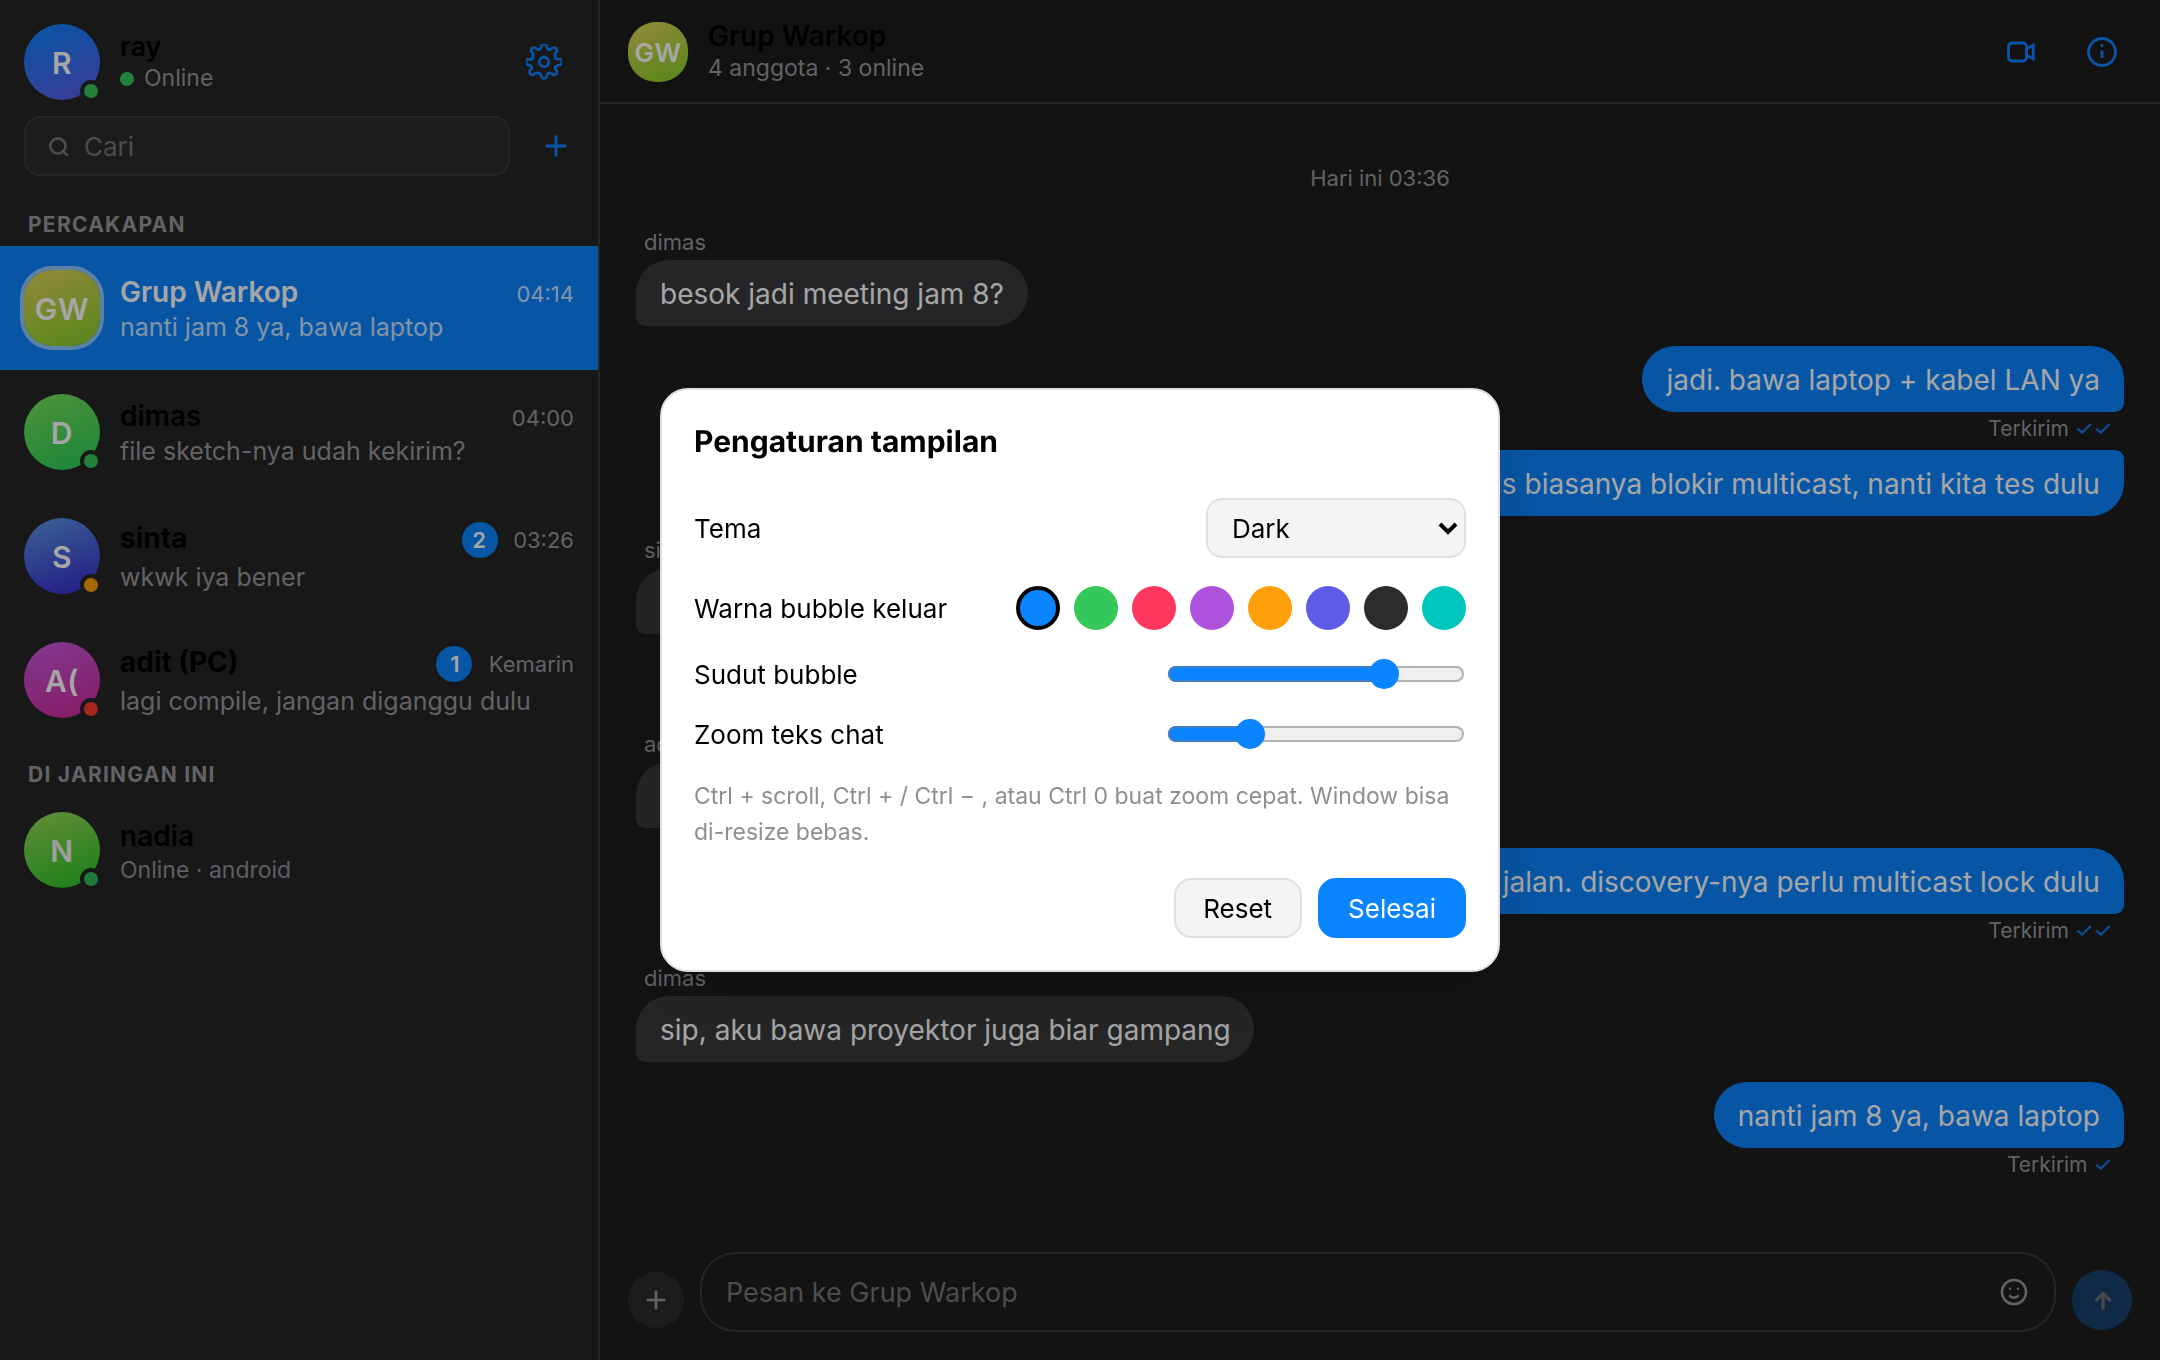 R
ray
Online
Cari
PERCAKAPAN
GW
Grup Warkop
04:14
nanti jam 8 ya, bawa laptop
D
dimas
04:00
file sketch-nya udah kekirim?
S
sinta
2
03:26
wkwk iya bener
A(
adit (PC)
1
Kemarin
lagi compile, jangan diganggu dulu
DI JARINGAN INI
N
nadia
Online · android
GW
Grup Warkop
4 anggota · 3 online
Hari ini 03:36
dimas
besok jadi meeting jam 8?
jadi. bawa laptop + kabel LAN ya
Terkirim
s biasanya blokir multicast, nanti kita tes dulu
si
Pengaturan tampilan
Tema
Dark
Warna bubble keluar
Sudut bubble
Zoom teks chat
Ctrl + scroll, Ctrl + / Ctrl − , atau Ctrl 0 buat zoom cepat. Window bisa
di-resize bebas.
Reset
Selesai
jalan. discovery-nya perlu multicast lock dulu
Terkirim
dimas
sip, aku bawa proyektor juga biar gampang
nanti jam 8 ya, bawa laptop
Terkirim
Pesan ke Grup Warkop